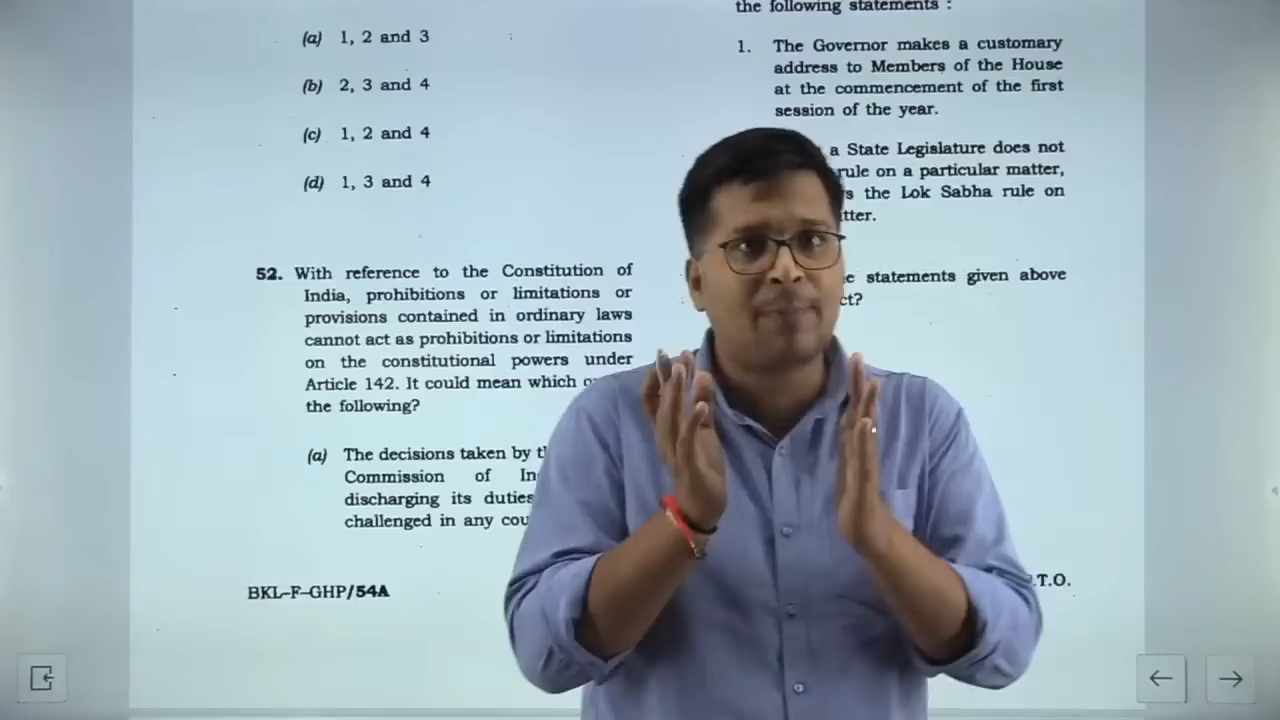 (a) 1, 2 and 3
(b) 2, 3 and 4
(c) 1, 2 and 4
(d) 1, 3 and 4
52. With reference to the Constitution of
India, prohibitions or limitations or
provisions contained in ordinary laws
cannot act as prohibitions or limitations
on the constitutional powers under
Article 142. It could mean which
the following?
(a) The decisions taken by
Commission of
discharging its duties
challenged in any
BKL-F-GHP/54A
the following statements :
1. The Governor makes a customary
address to Members of the House
at the commencement of the first
session of the year.
a State Legislature does not
rule on a particular matter,
the Lok Sabha rule on
statements given above
.T.O.